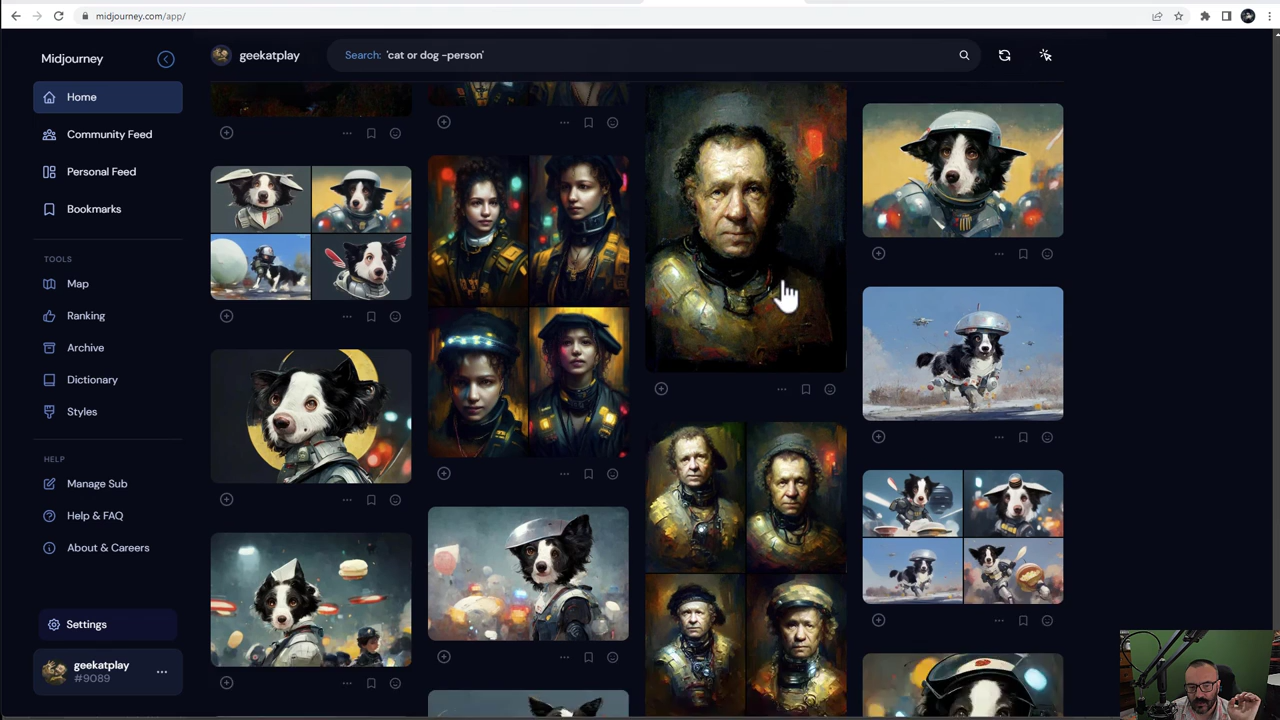 midjourney.com/app/
Midjourney
geekatplay
Search: 'cat or dog -person'
Home
Community Feed
Personal Feed
Bookmarks
TOOLS
Map
Ranking
Archive
Dictionary
Styles
HELP
Manage Sub
Help & FAQ
About & Careers
Settings
geekatplay
#9089